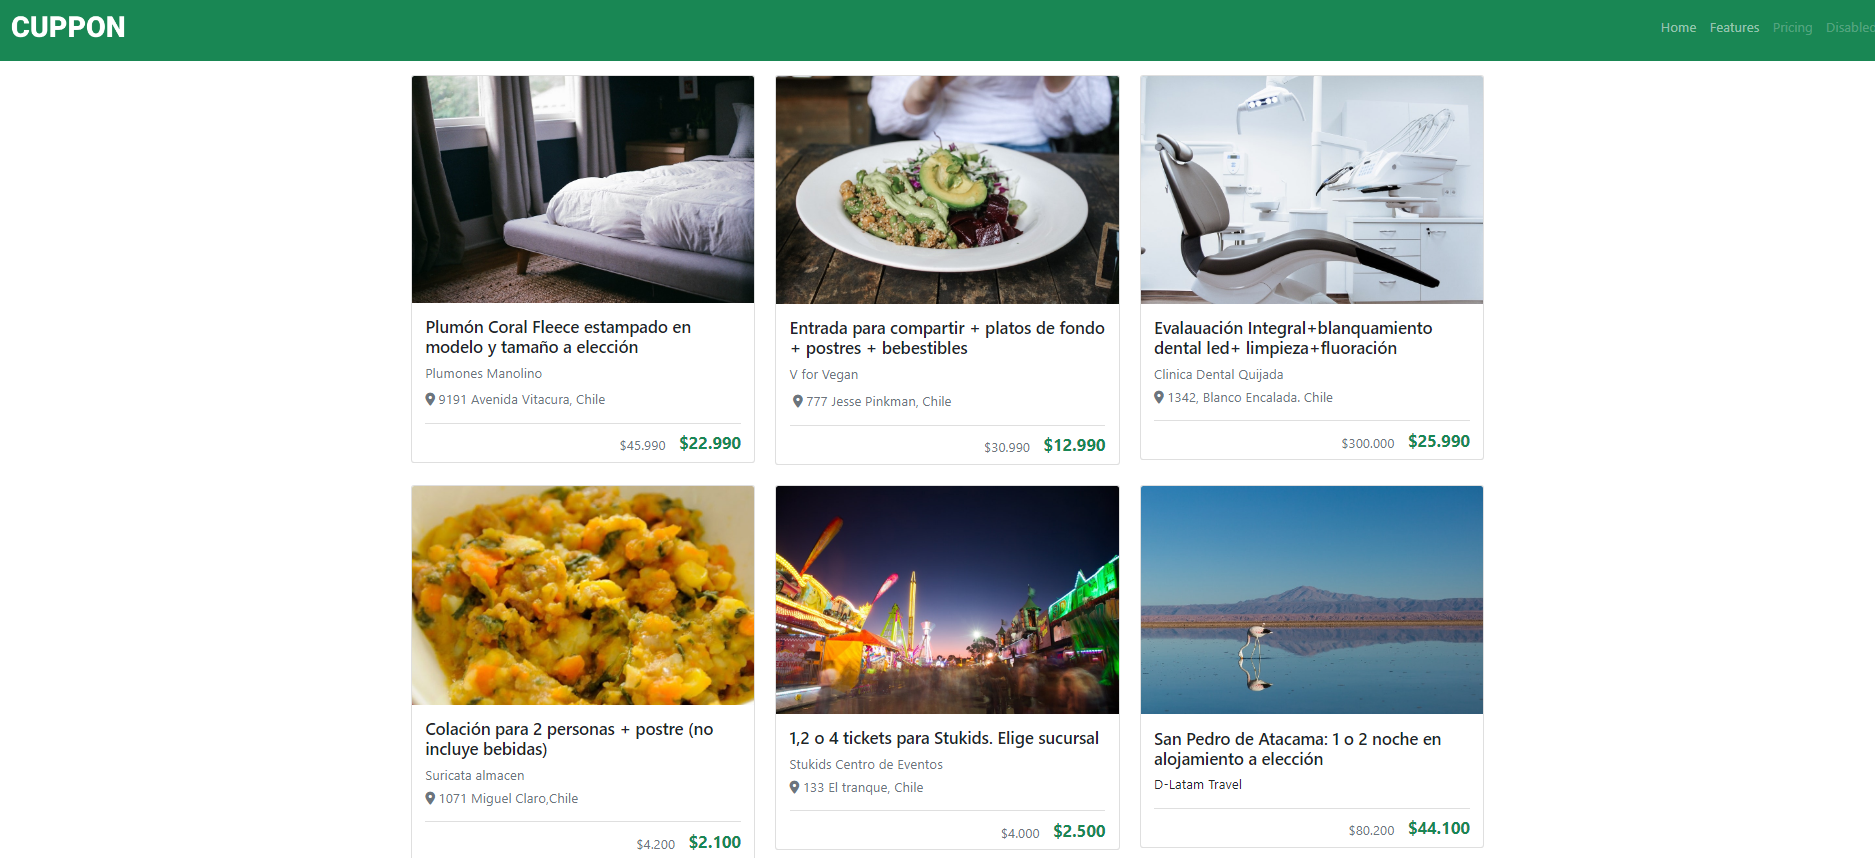 CUPPON
Home Features Pricing Disabled
Plumón Coral Fleece estampado en
modelo y tamaño a elección
Plumones Manolino
9191 Avenida Vitacura, Chile
$45.990 $22.990
Entrada para compartir + platos de fondo
+ postres + bebestibles
V for Vegan
777 Jesse Pinkman, Chile
$30.990 $12.990
Evalauación Integral+blanquamiento
dental led+ limpieza+fluoración
Clinica Dental Quijada
1342, Blanco Encalada. Chile
$300.000 $25.990
Colación para 2 personas + postre (no
incluye bebidas)
Suricata almacen
1071 Miguel Claro,Chile
$4.200 $2.100
1,2 o 4 tickets para Stukids. Elige sucursal
Stukids Centro de Eventos
133 El tranque, Chile
$4.000 $2.500
San Pedro de Atacama: 1 o 2 noche en
alojamiento a elección
D-Latam Travel
$80.200 $44.100